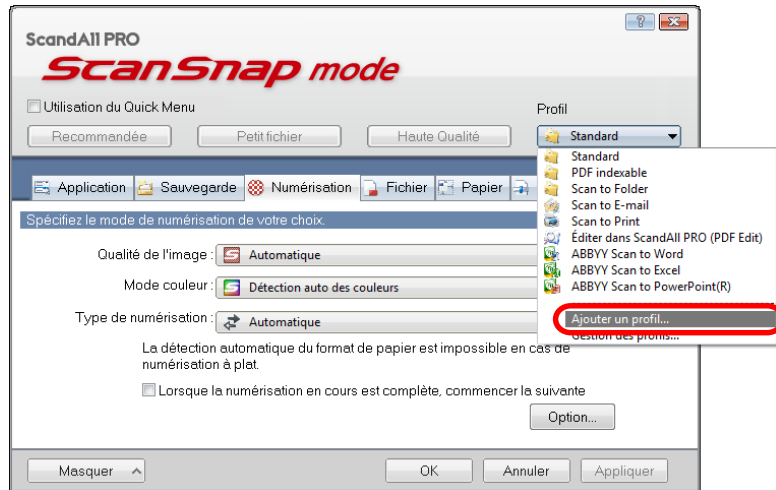 ScandAll PRO
ScanSnap mode
Utilisation du Quick Menu
Profil
Recommandée
Petit fichier
Haute Qualité
Standard
Standard
PDF indexable
Scan to Folder
Scan to E-mail
Scan to Print
Éditer dans ScandAll PRO (PDF Edit)
ABBYY Scan to Word
ABBYY Scan to Excel
ABBYY Scan to PowerPoint(R)
Ajouter un profil...
Gestion des profils...
Application
Sauvegarde
Numérisation
Fichier
Papier
Spécifiez le mode de numérisation de votre choix.
Qualité de l'image :
Automatique
Mode couleur :
Détection auto des couleurs
Type de numérisation :
Automatique
La détection automatique du format de papier est impossible en cas de
numérisation à plat.
Lorsque la numérisation en cours est complète, commencer la suivante
Option...
Masquer
OK
Annuler
Appliquer